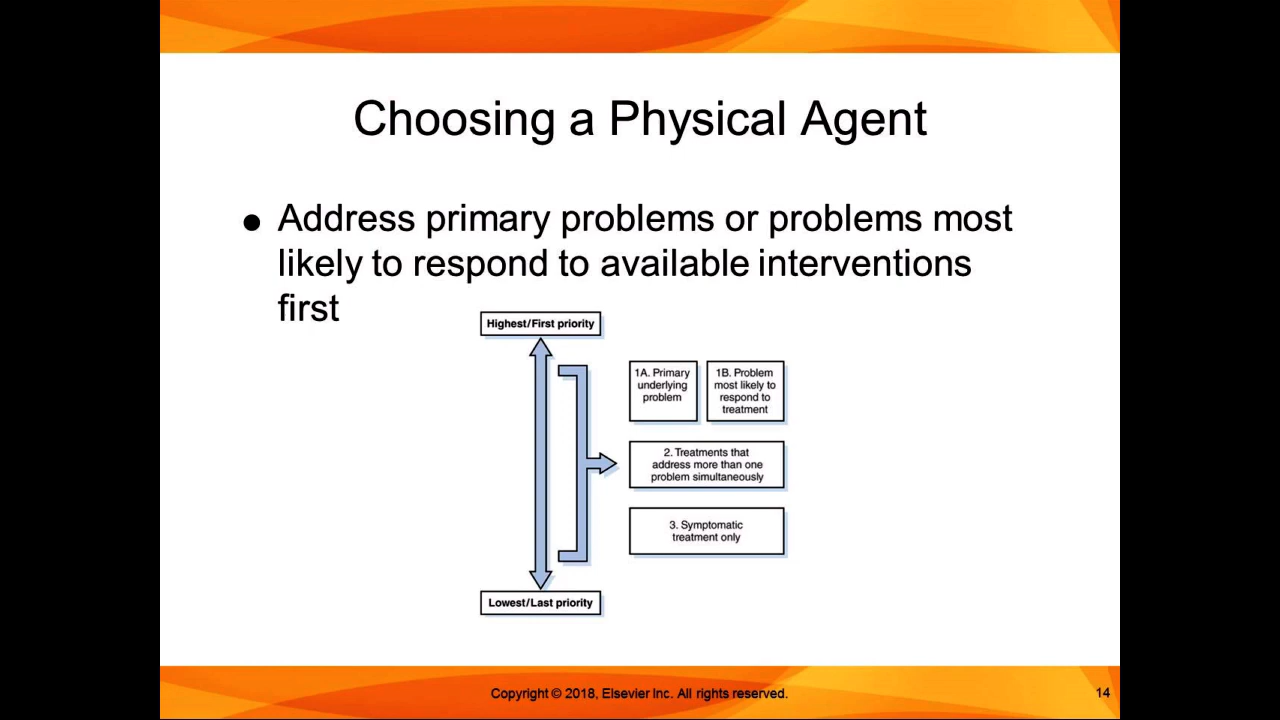 Choosing a Physical Agent
● Address primary problems or problems most
likely to respond to available interventions
first
Highest/First priority
1A. Primary
underlying
problem
1B. Problem
most likely to
respond to
treatment
2. Treatments that
address more than one
problem simultaneously
3. Symptomatic
treatment only
Lowest/Last priority
Copyright © 2018, Elsevier Inc. All rights reserved.
14